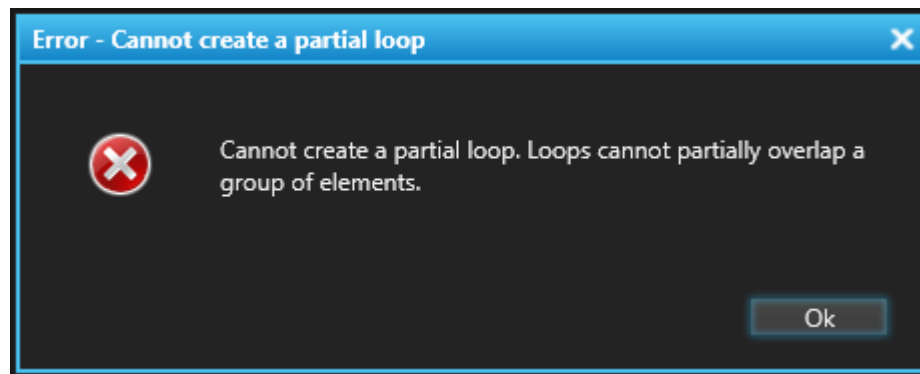 Error - Cannot create a partial loop
Cannot create a partial loop. Loops cannot partially overlap a
group of elements.
Ok